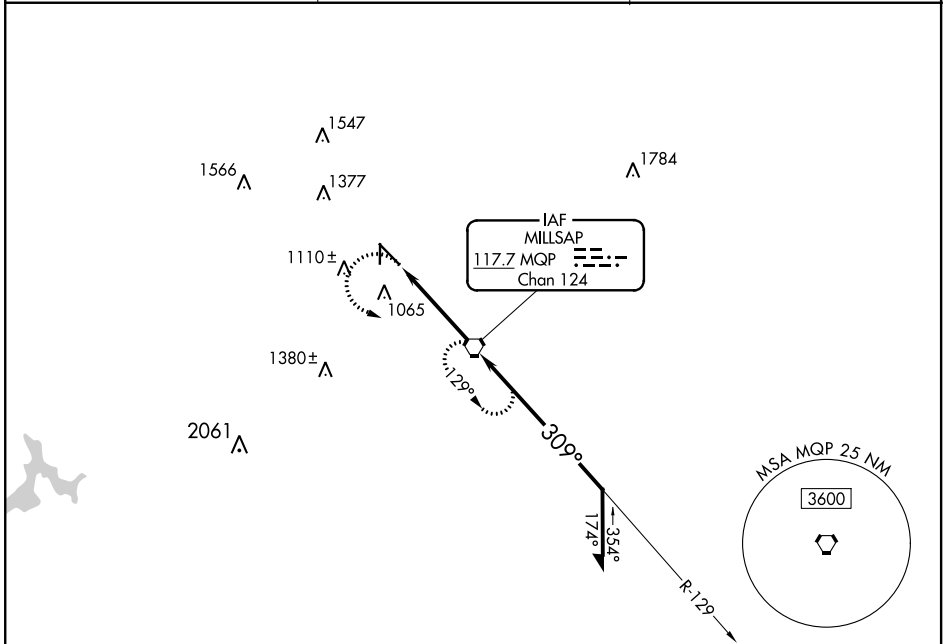 1547
1566
1377
1784
IAF
MILLSAP
117.7 MQP
Chan 124
1110±
1065
1380±
129°
2061
309°
MSA MQP 25 NM
3600
174°
354°
R-129